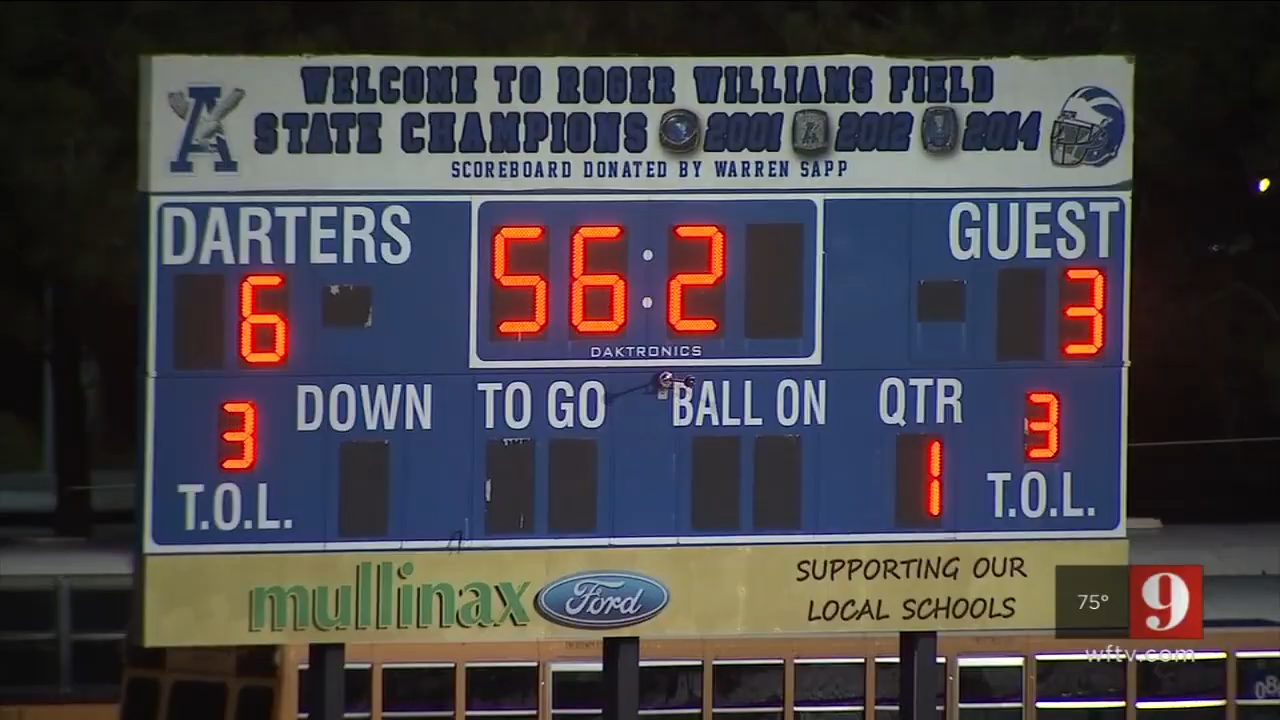 A
WELCOME TO ROGER WILLIAMS FIELD
STATE CHAMPIONS 2001 2012 2014
SCOREBOARD DONATED BY WARREN SAPP
DARTERS 56:2 GUEST
6 3
DAKTRONICS
3 DOWN TO GO BALL ON QTR 3
1
T.O.L. T.O.L.
mullinax Ford SUPPORTING OUR
LOCAL SCHOOLS
75° 9
wftv.com